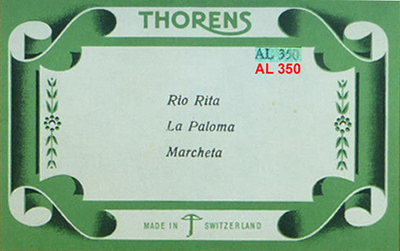 THORENS
AL 350
AL 350
Rio Rita
La Paloma
Marcheta
MADE IN SWITZERLAND